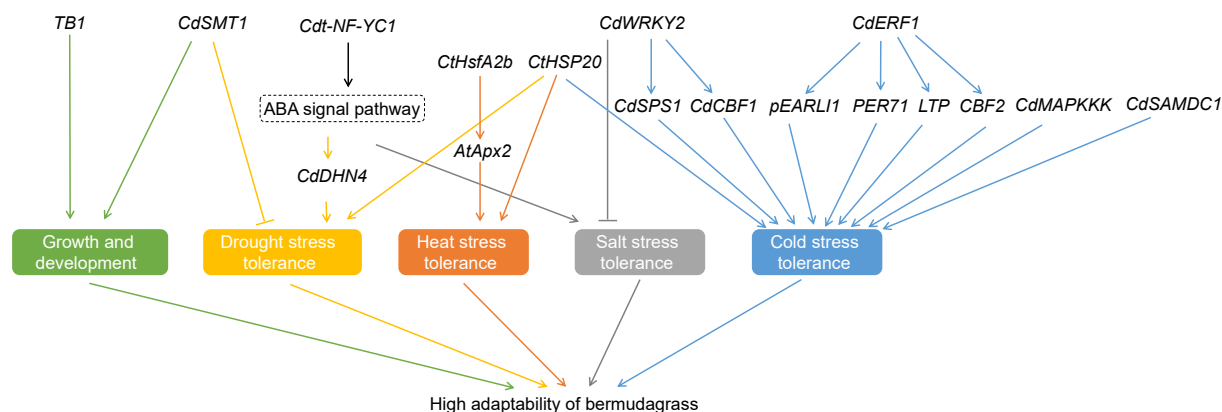 TB1 CdSMT1 Cdt-NF-YC1 CdWRKY2 CdERF1
CtHsfA2b CtHSP20
ABA signal pathway CdSPS1 CdCBF1 pEARLI1 PER71 LTP CBF2 CdMAPKKK CdSAMDC1
AtApx2
CdDHN4
Growth and
development
Drought stress
tolerance
Heat stress
tolerance
Salt stress
tolerance
Cold stress
tolerance
High adaptability of bermudagrass